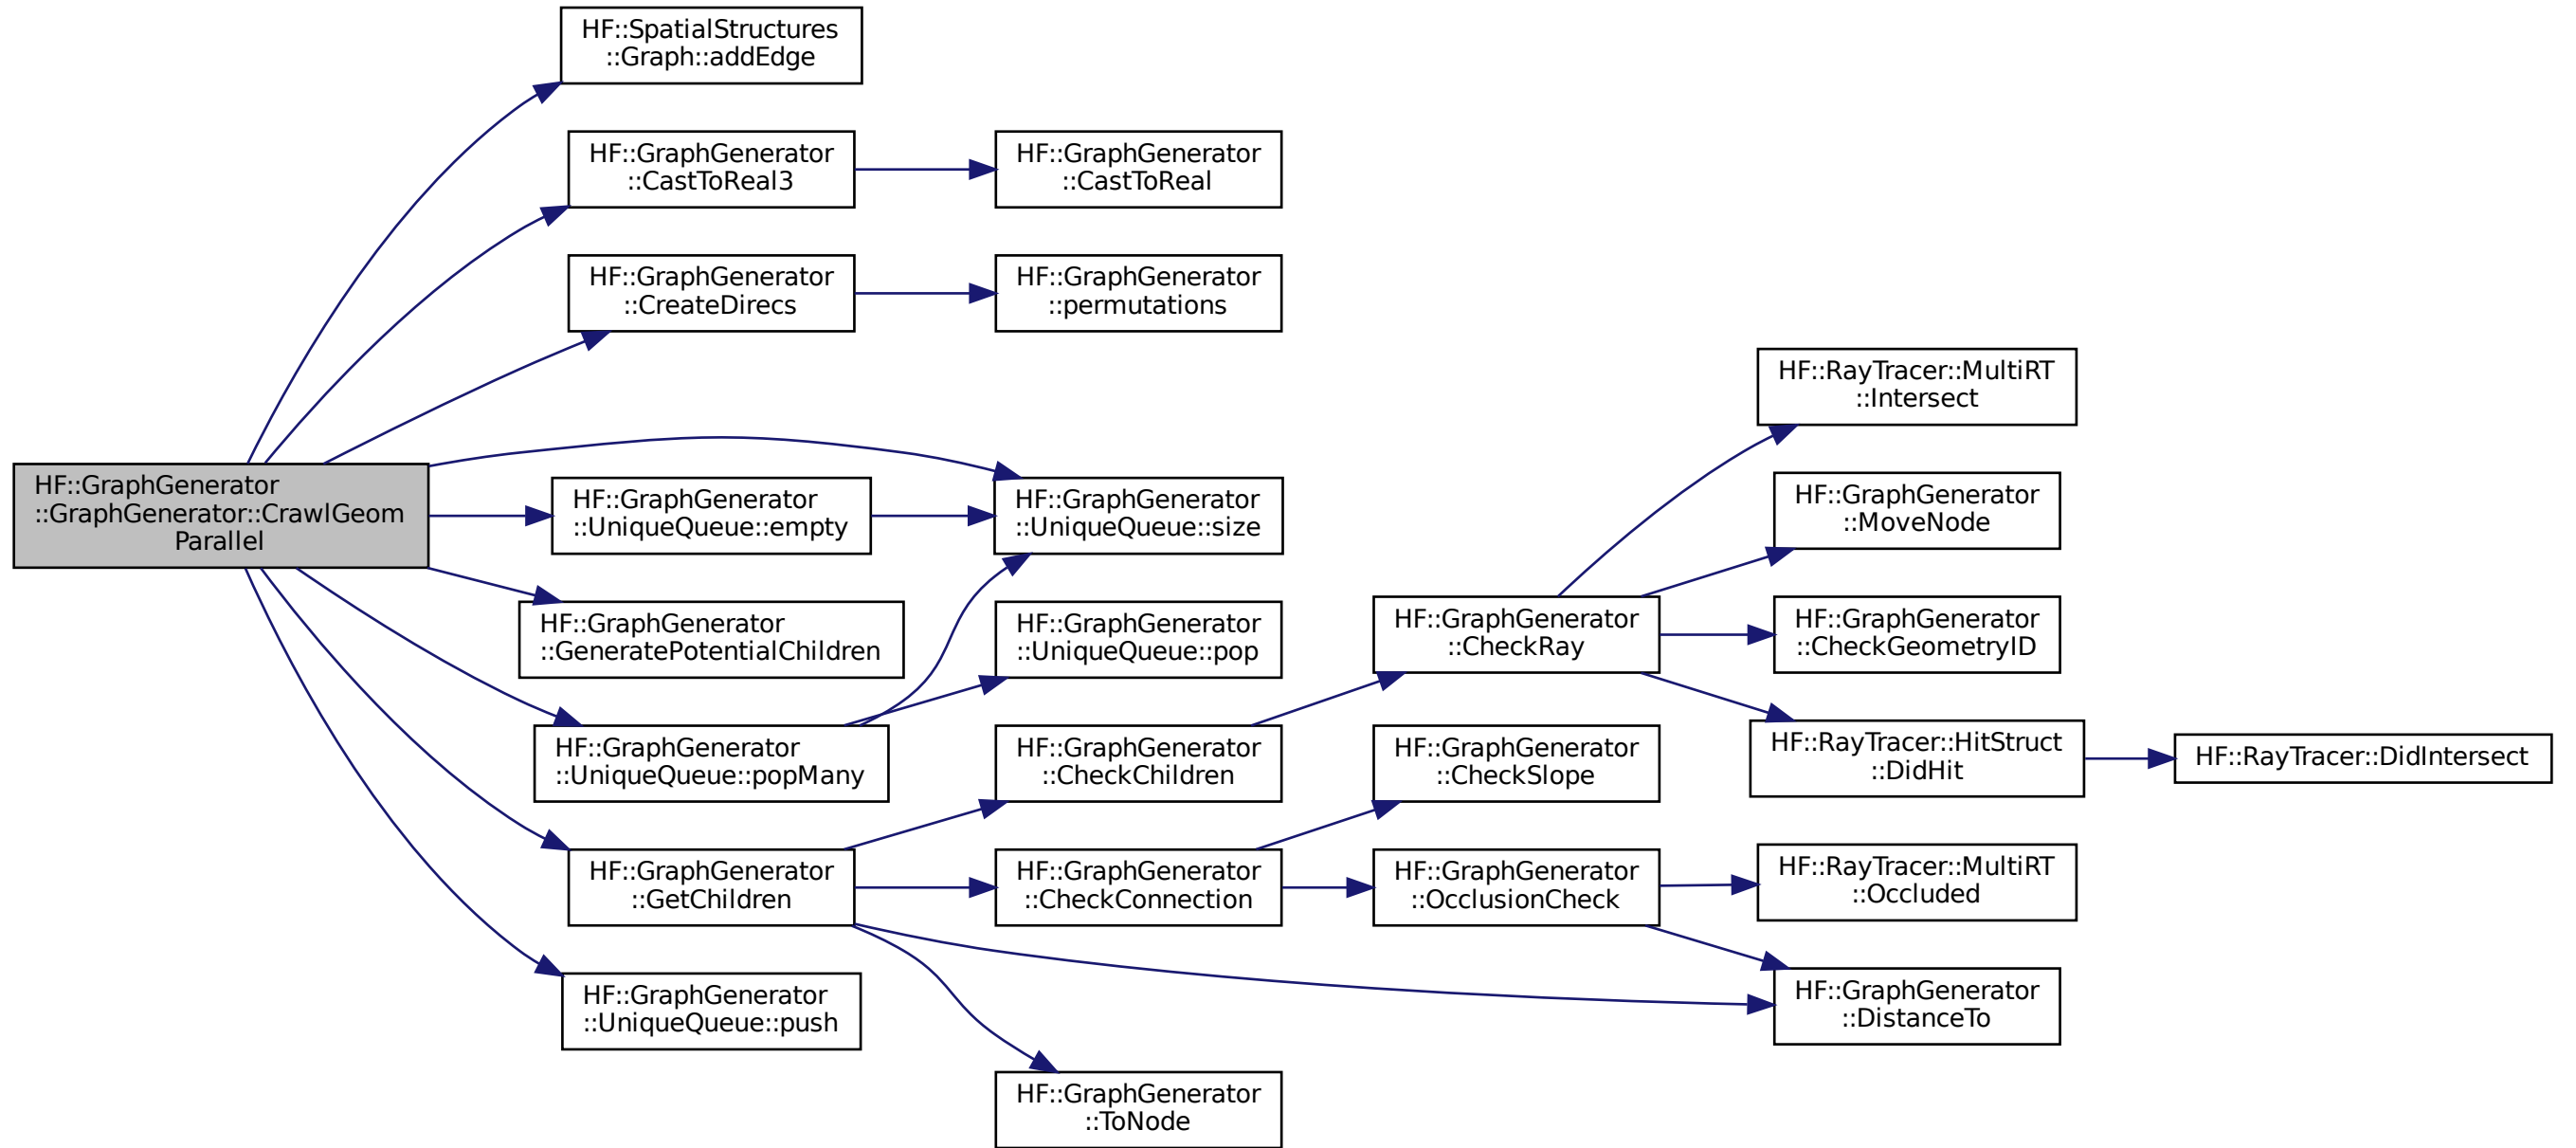 HF::SpatialStructures
::Graph::addEdge
HF::GraphGenerator
::CastToReal3
HF::GraphGenerator
::CastToReal
HF::GraphGenerator
::CreateDirecs
HF::GraphGenerator
::permutations
HF::RayTracer::MultiRT
::Intersect
HF::GraphGenerator
::GraphGenerator::CrawlGeom
Parallel
HF::GraphGenerator
::UniqueQueue::empty
HF::GraphGenerator
::UniqueQueue::size
HF::GraphGenerator
::MoveNode
HF::GraphGenerator
::GeneratePotentialChildren
HF::GraphGenerator
::UniqueQueue::pop
HF::GraphGenerator
::CheckRay
HF::GraphGenerator
::CheckGeometryID
HF::GraphGenerator
::UniqueQueue::popMany
HF::GraphGenerator
::CheckChildren
HF::GraphGenerator
::CheckSlope
HF::RayTracer::HitStruct
::DidHit
HF::RayTracer::DidIntersect
HF::GraphGenerator
::GetChildren
HF::GraphGenerator
::CheckConnection
HF::GraphGenerator
::OcclusionCheck
HF::RayTracer::MultiRT
::Occluded
HF::GraphGenerator
::UniqueQueue::push
HF::GraphGenerator
::DistanceTo
HF::GraphGenerator
::ToNode